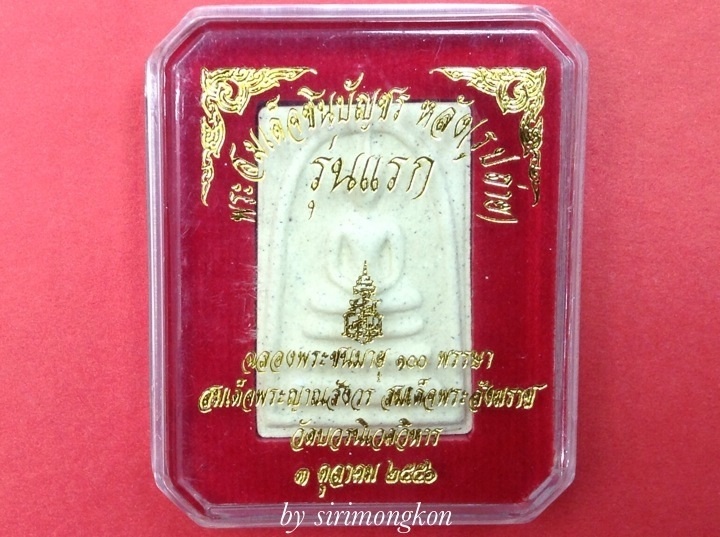 พระสมเด็จชินบัญชร หลัง(รูปถ่าย)
รุ่นแรก
ฉลองพระชนมายุ ๑๐๐ พรรษา
สมเด็จพระญาณสังวร สมเด็จพระสังฆราช
วัดบวรนิเวศวิหาร
๓ ตุลาคม ๒๕๕๖
by sirimongkon